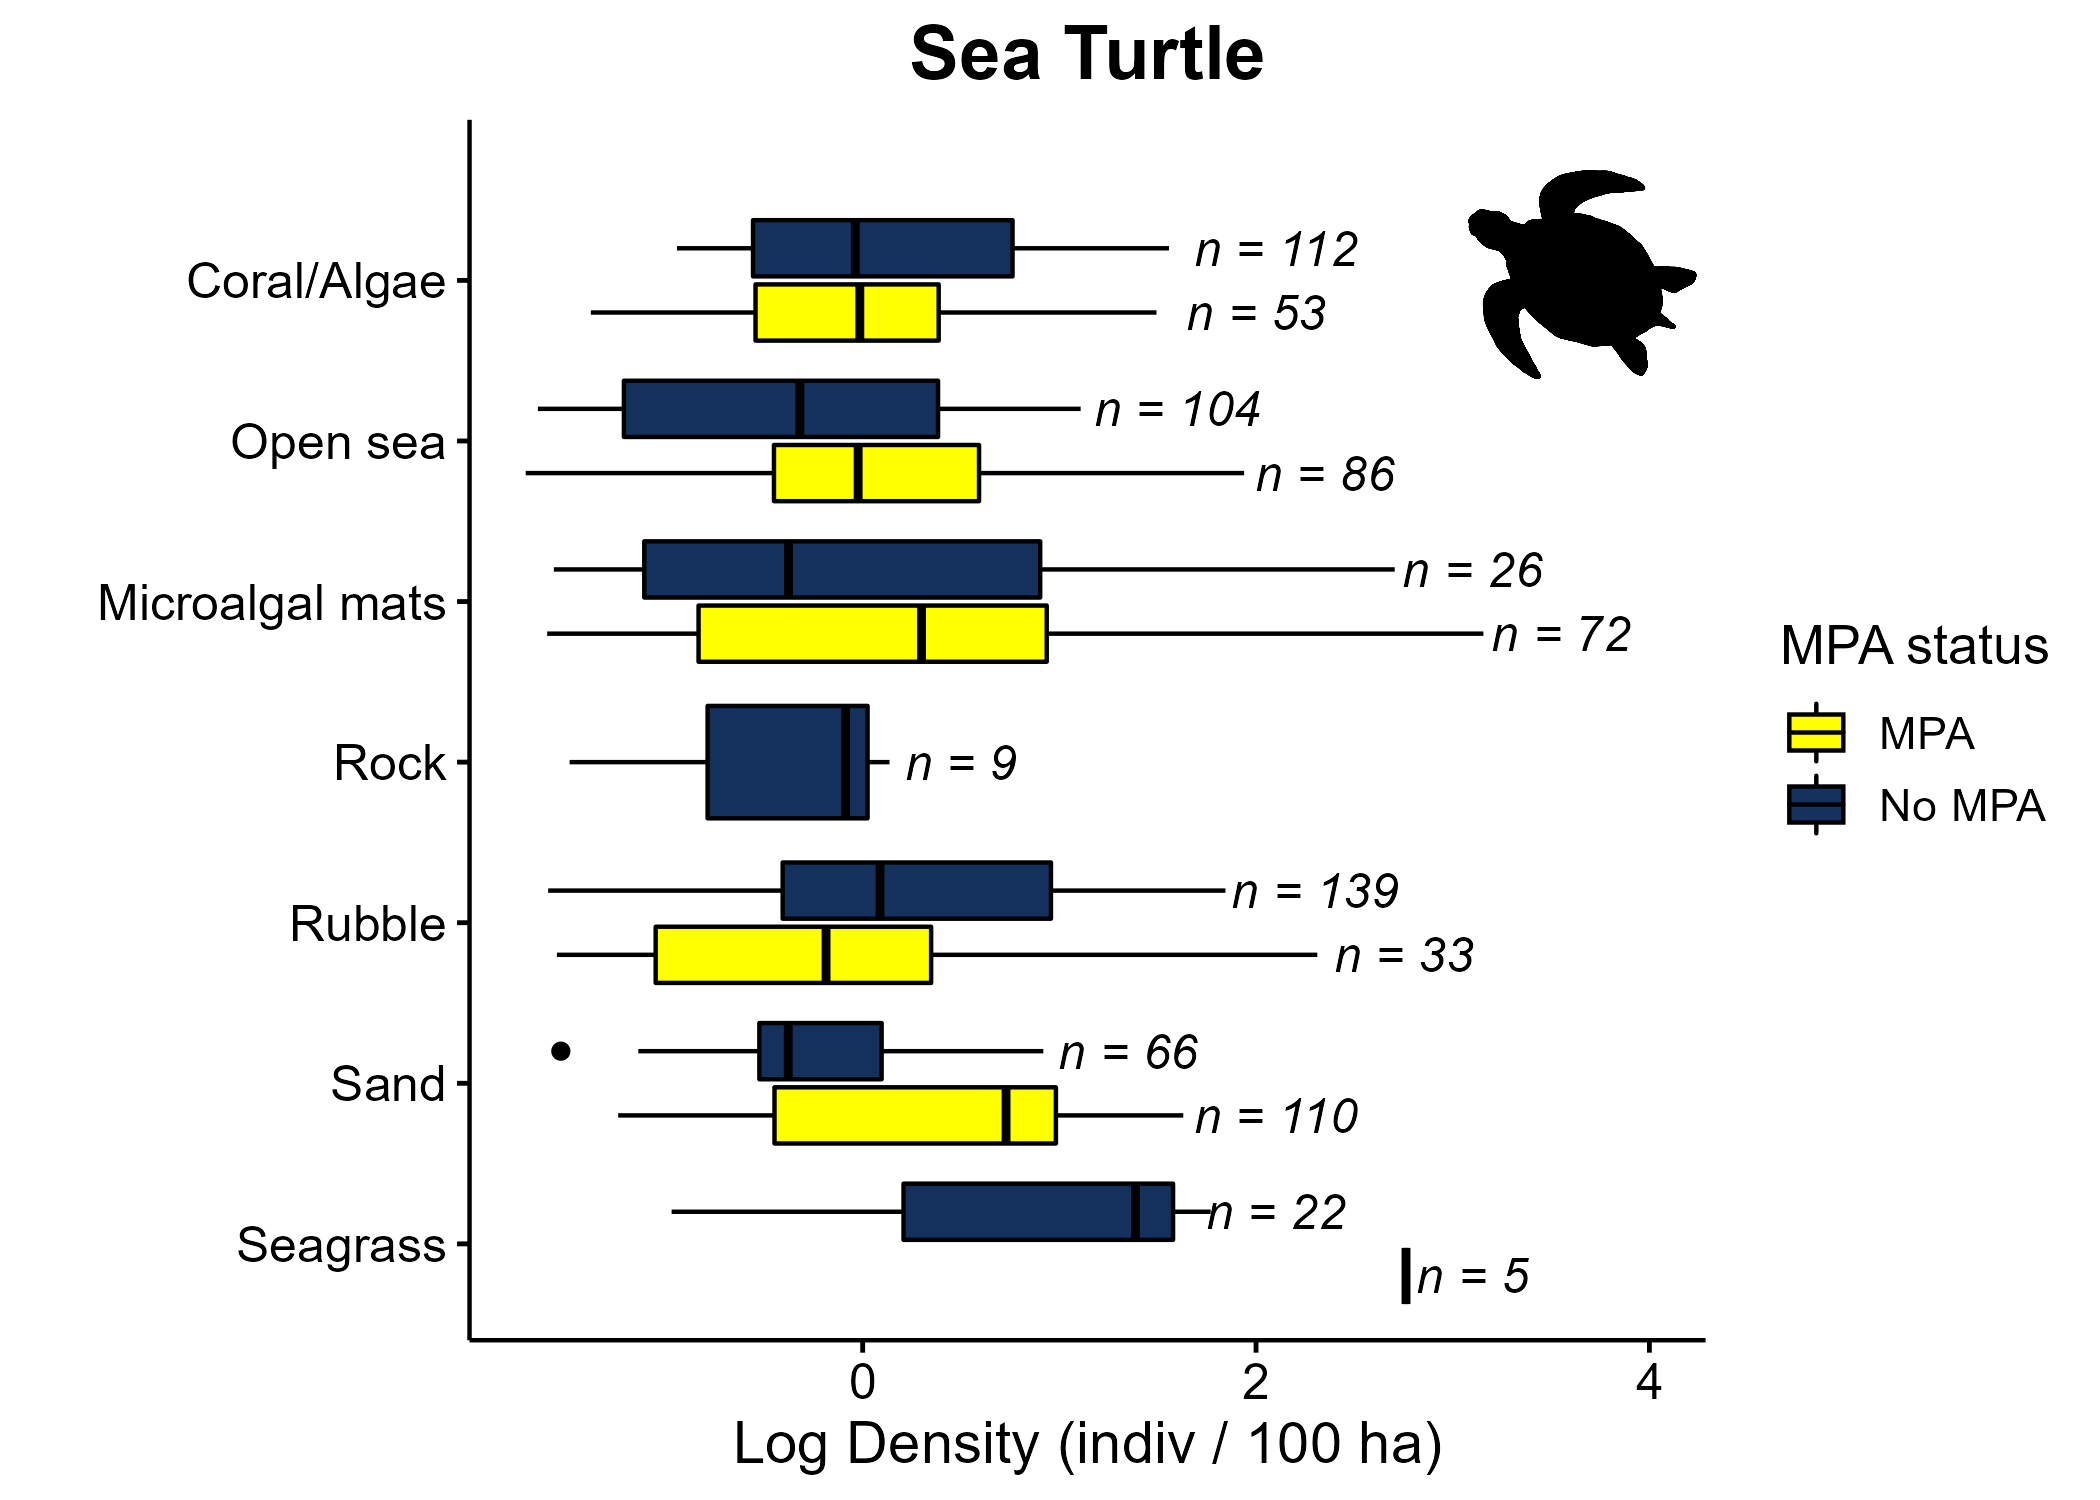 Sea Turtle
Coral/Algae
n = 112
n = 53
Open sea
n = 104
n = 86
Microalgal mats
n = 26
n = 72
Rock
n = 9
Rubble
n = 139
n = 33
Sand
n = 66
n = 110
Seagrass
n = 22
n = 5
0 2 4
Log Density (indiv / 100 ha)
MPA status
MPA
No MPA